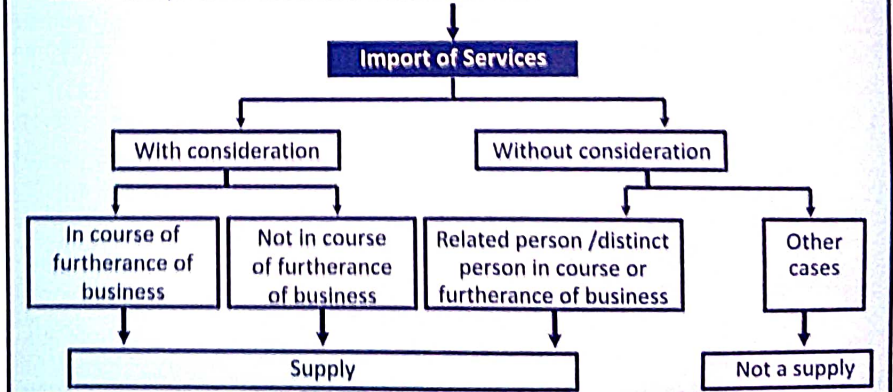 Import of Services
With consideration
Without consideration
In course of
furtherance of
business
Not in course
of furtherance
of business
Related person /distinct
person in course or
furtherance of business
Other
cases
Supply
Not a supply